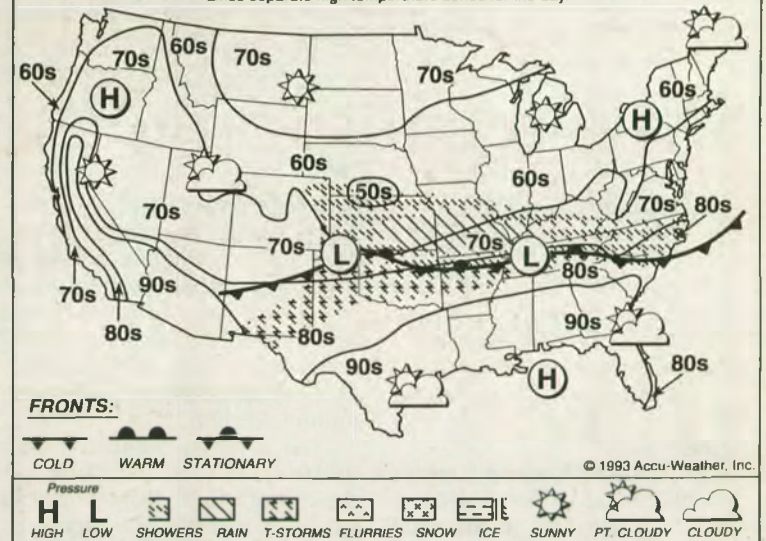 70s 60s 70s 70s
60s 60s
H H
60s 50s 60s
70s 70s 80s
70s L 70s L
80s
70s 90s
80s 80s 90s
90s H 80s
FRONTS:
COLD WARM STATIONARY
© 1993 Accu-Weather, Inc.
Pressure
H L
HIGH LOW SHOWERS RAIN T-STORMS FLURRIES SNOW ICE SUNNY PT. CLOUDY CLOUDY